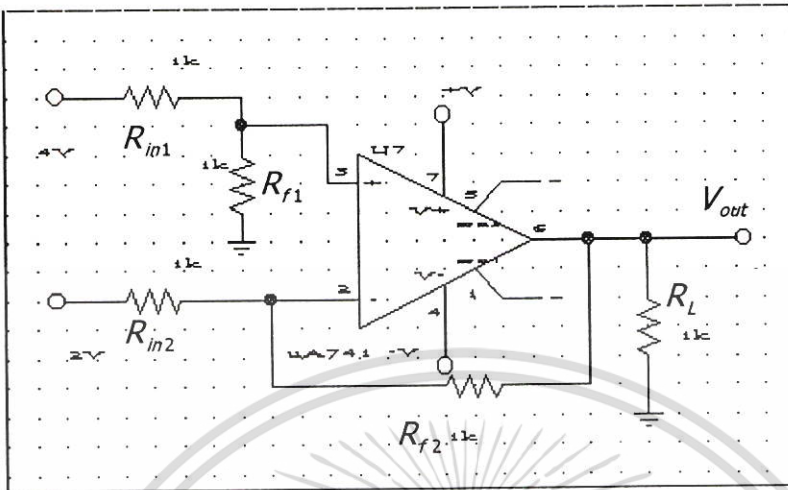 1k
R_in1
4V
1k
R_f1
+V
U7
7
3
+
5
V+
6
V_out
1k
2
-
V-
1
4
R_in2
2V
uA741
-V
R_L
1k
R_f2 1k